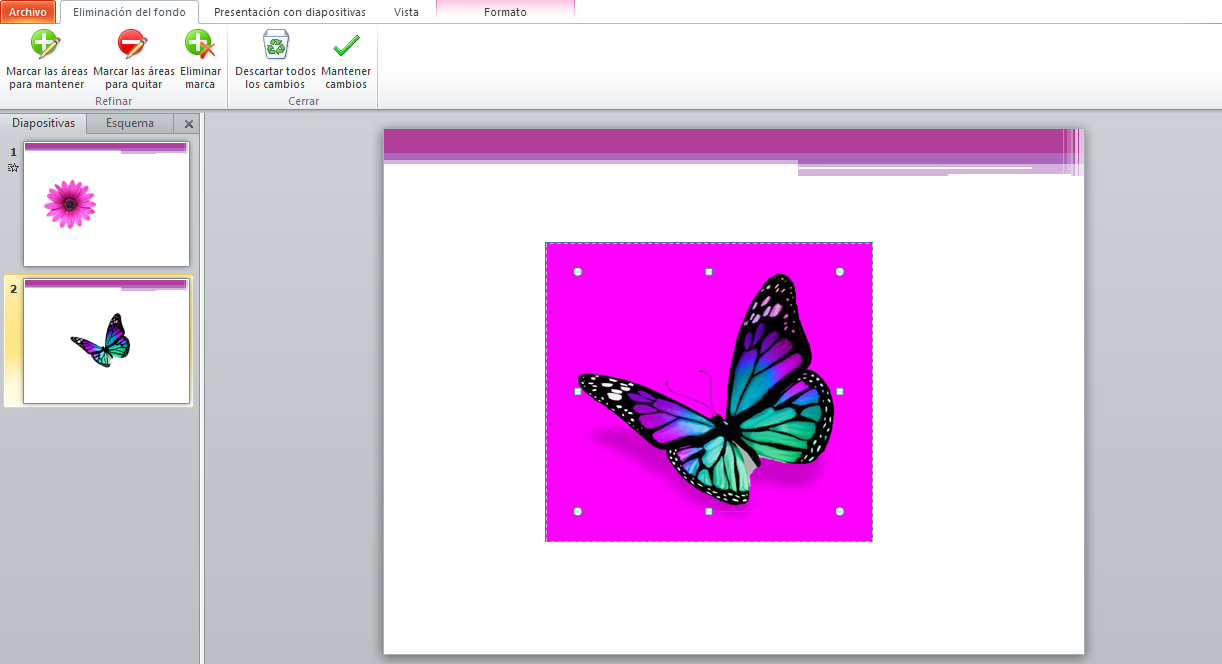 Archivo Eliminación del fondo Presentación con diapositivas Vista Formato
Marcar las áreas para mantener
Marcar las áreas para quitar
Eliminar marca
Descartar todos los cambios
Mantener cambios
Refinar Cerrar
Diapositivas Esquema
1
2